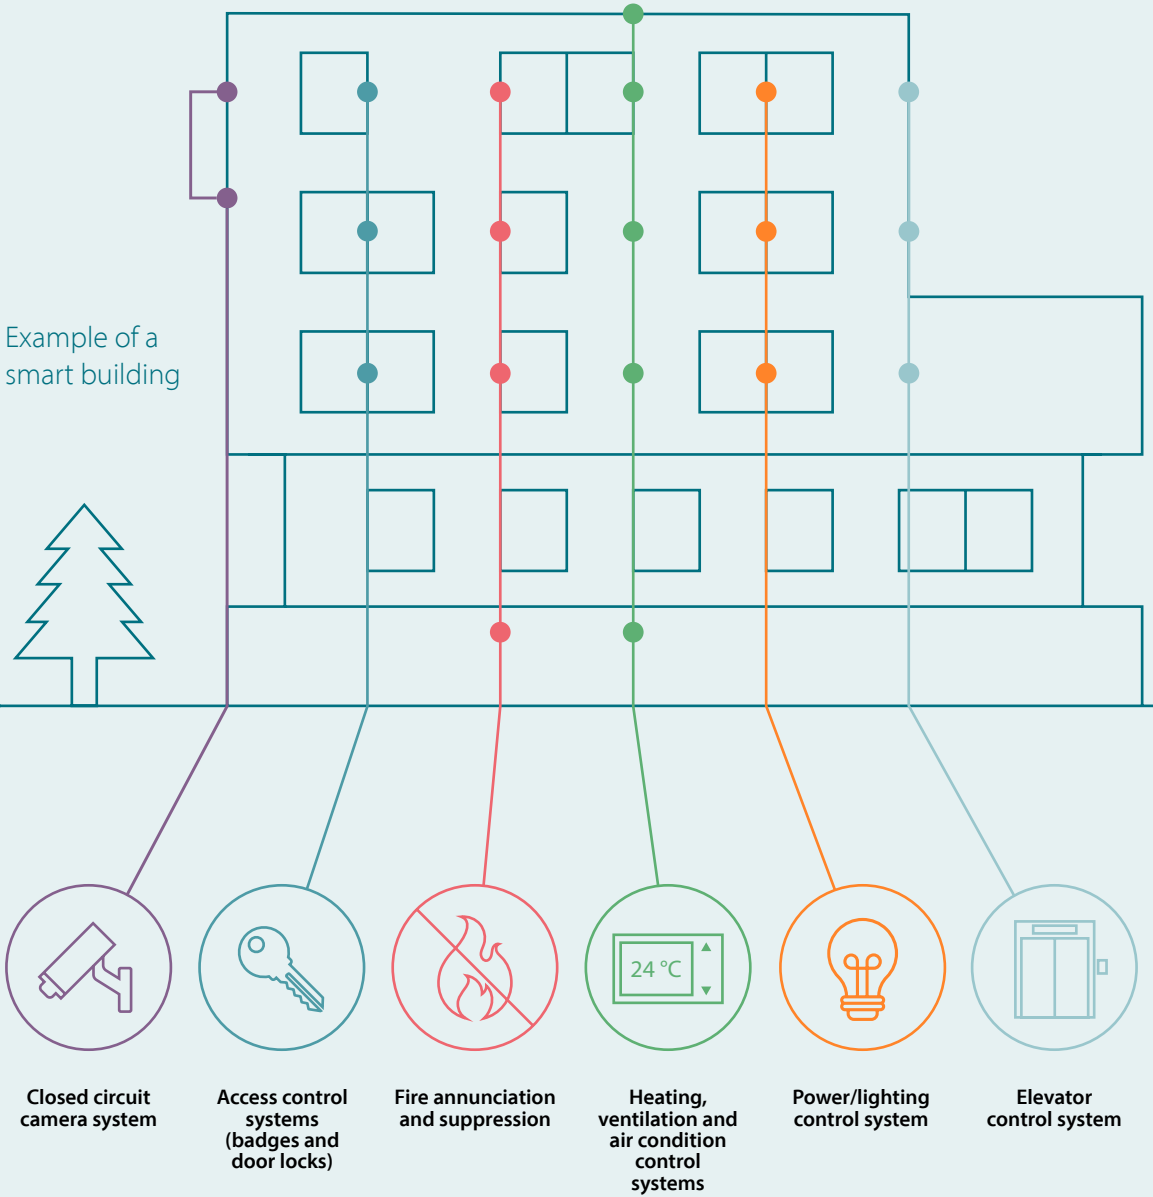 Example of a
smart building
24 °C
Closed circuit
camera system
Access control
systems
(badges and
door locks)
Fire annunciation
and suppression
Heating,
ventilation and
air condition
control
systems
Power/lighting
control system
Elevator
control system